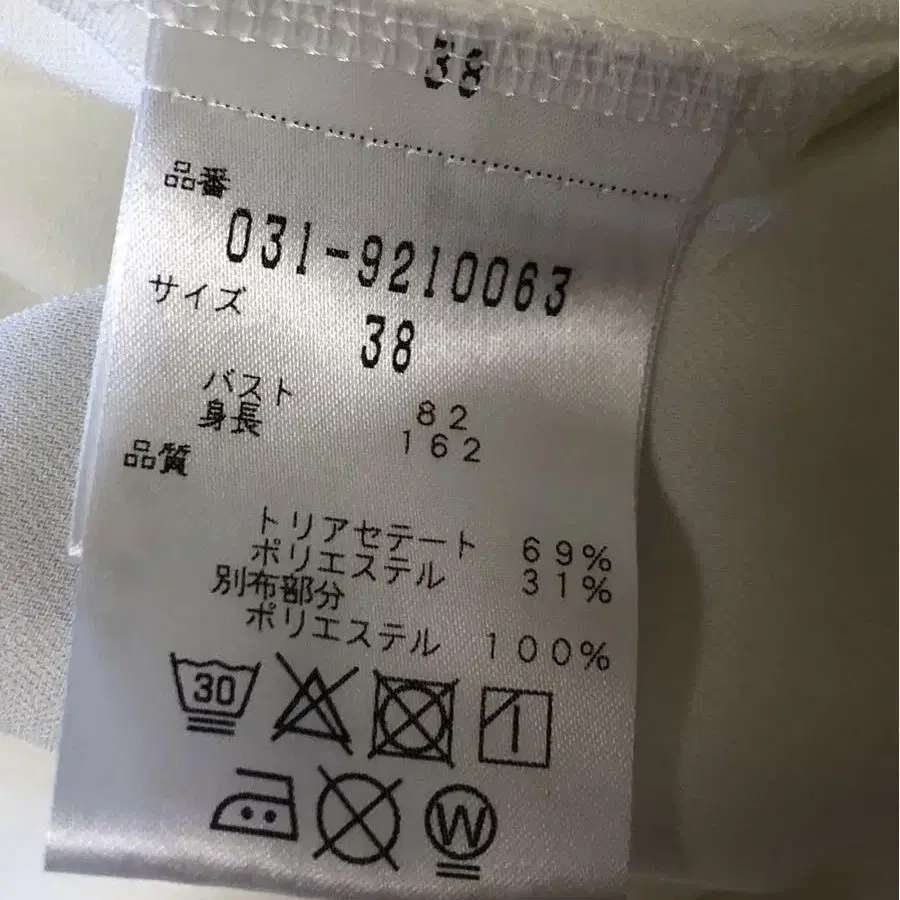 38
品番
031-9210063
サイズ
38
バスト 82
身長 162
品質
トリアセテート 69%
ポリエステル 31%
別布部分
ポリエステル 100%
30
W